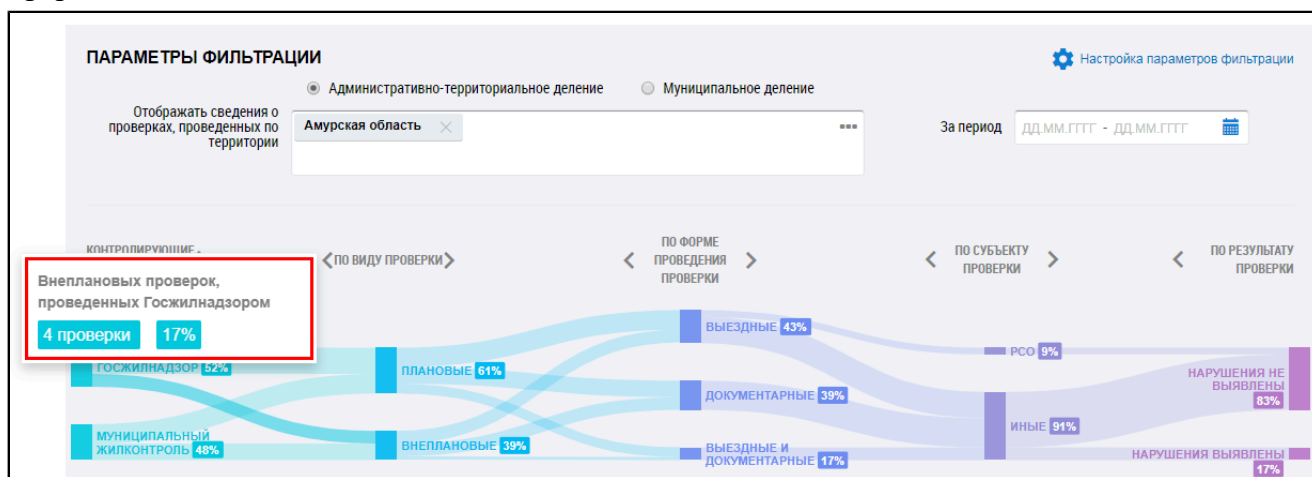 ПАРАМЕТРЫ ФИЛЬТРАЦИИ
Настройка параметров фильтрации
Административно-территориальное деление
Муниципальное деление
Отображать сведения о
проверках, проведенных по
территории
Амурская область
За период
ДД.ММ.ГГГГ - ДД.ММ.ГГГГ
КОНТРОЛИРУЮЩИЕ
ПО ВИДУ ПРОВЕРКИ
ПО ФОРМЕ
ПРОВЕДЕНИЯ
ПРОВЕРКИ
ПО СУБЪЕКТУ
ПРОВЕРКИ
ПО РЕЗУЛЬТАТУ
ПРОВЕРКИ
Внеплановых проверок,
проведенных Госжилнадзором
4 проверки 17%
ГОСЖИЛНАДЗОР 52%
МУНИЦИПАЛЬНЫЙ
ЖИЛКОНТРОЛЬ 48%
ПЛАНОВЫЕ 61%
ВНЕПЛАНОВЫЕ 39%
ВЫЕЗДНЫЕ 43%
ДОКУМЕНТАРНЫЕ 39%
ВЫЕЗДНЫЕ И
ДОКУМЕНТАРНЫЕ 17%
РСО 9%
ИНЫЕ 91%
НАРУШЕНИЯ НЕ
ВЫЯВЛЕНЫ
83%
НАРУШЕНИЯ ВЫЯВЛЕНЫ
17%